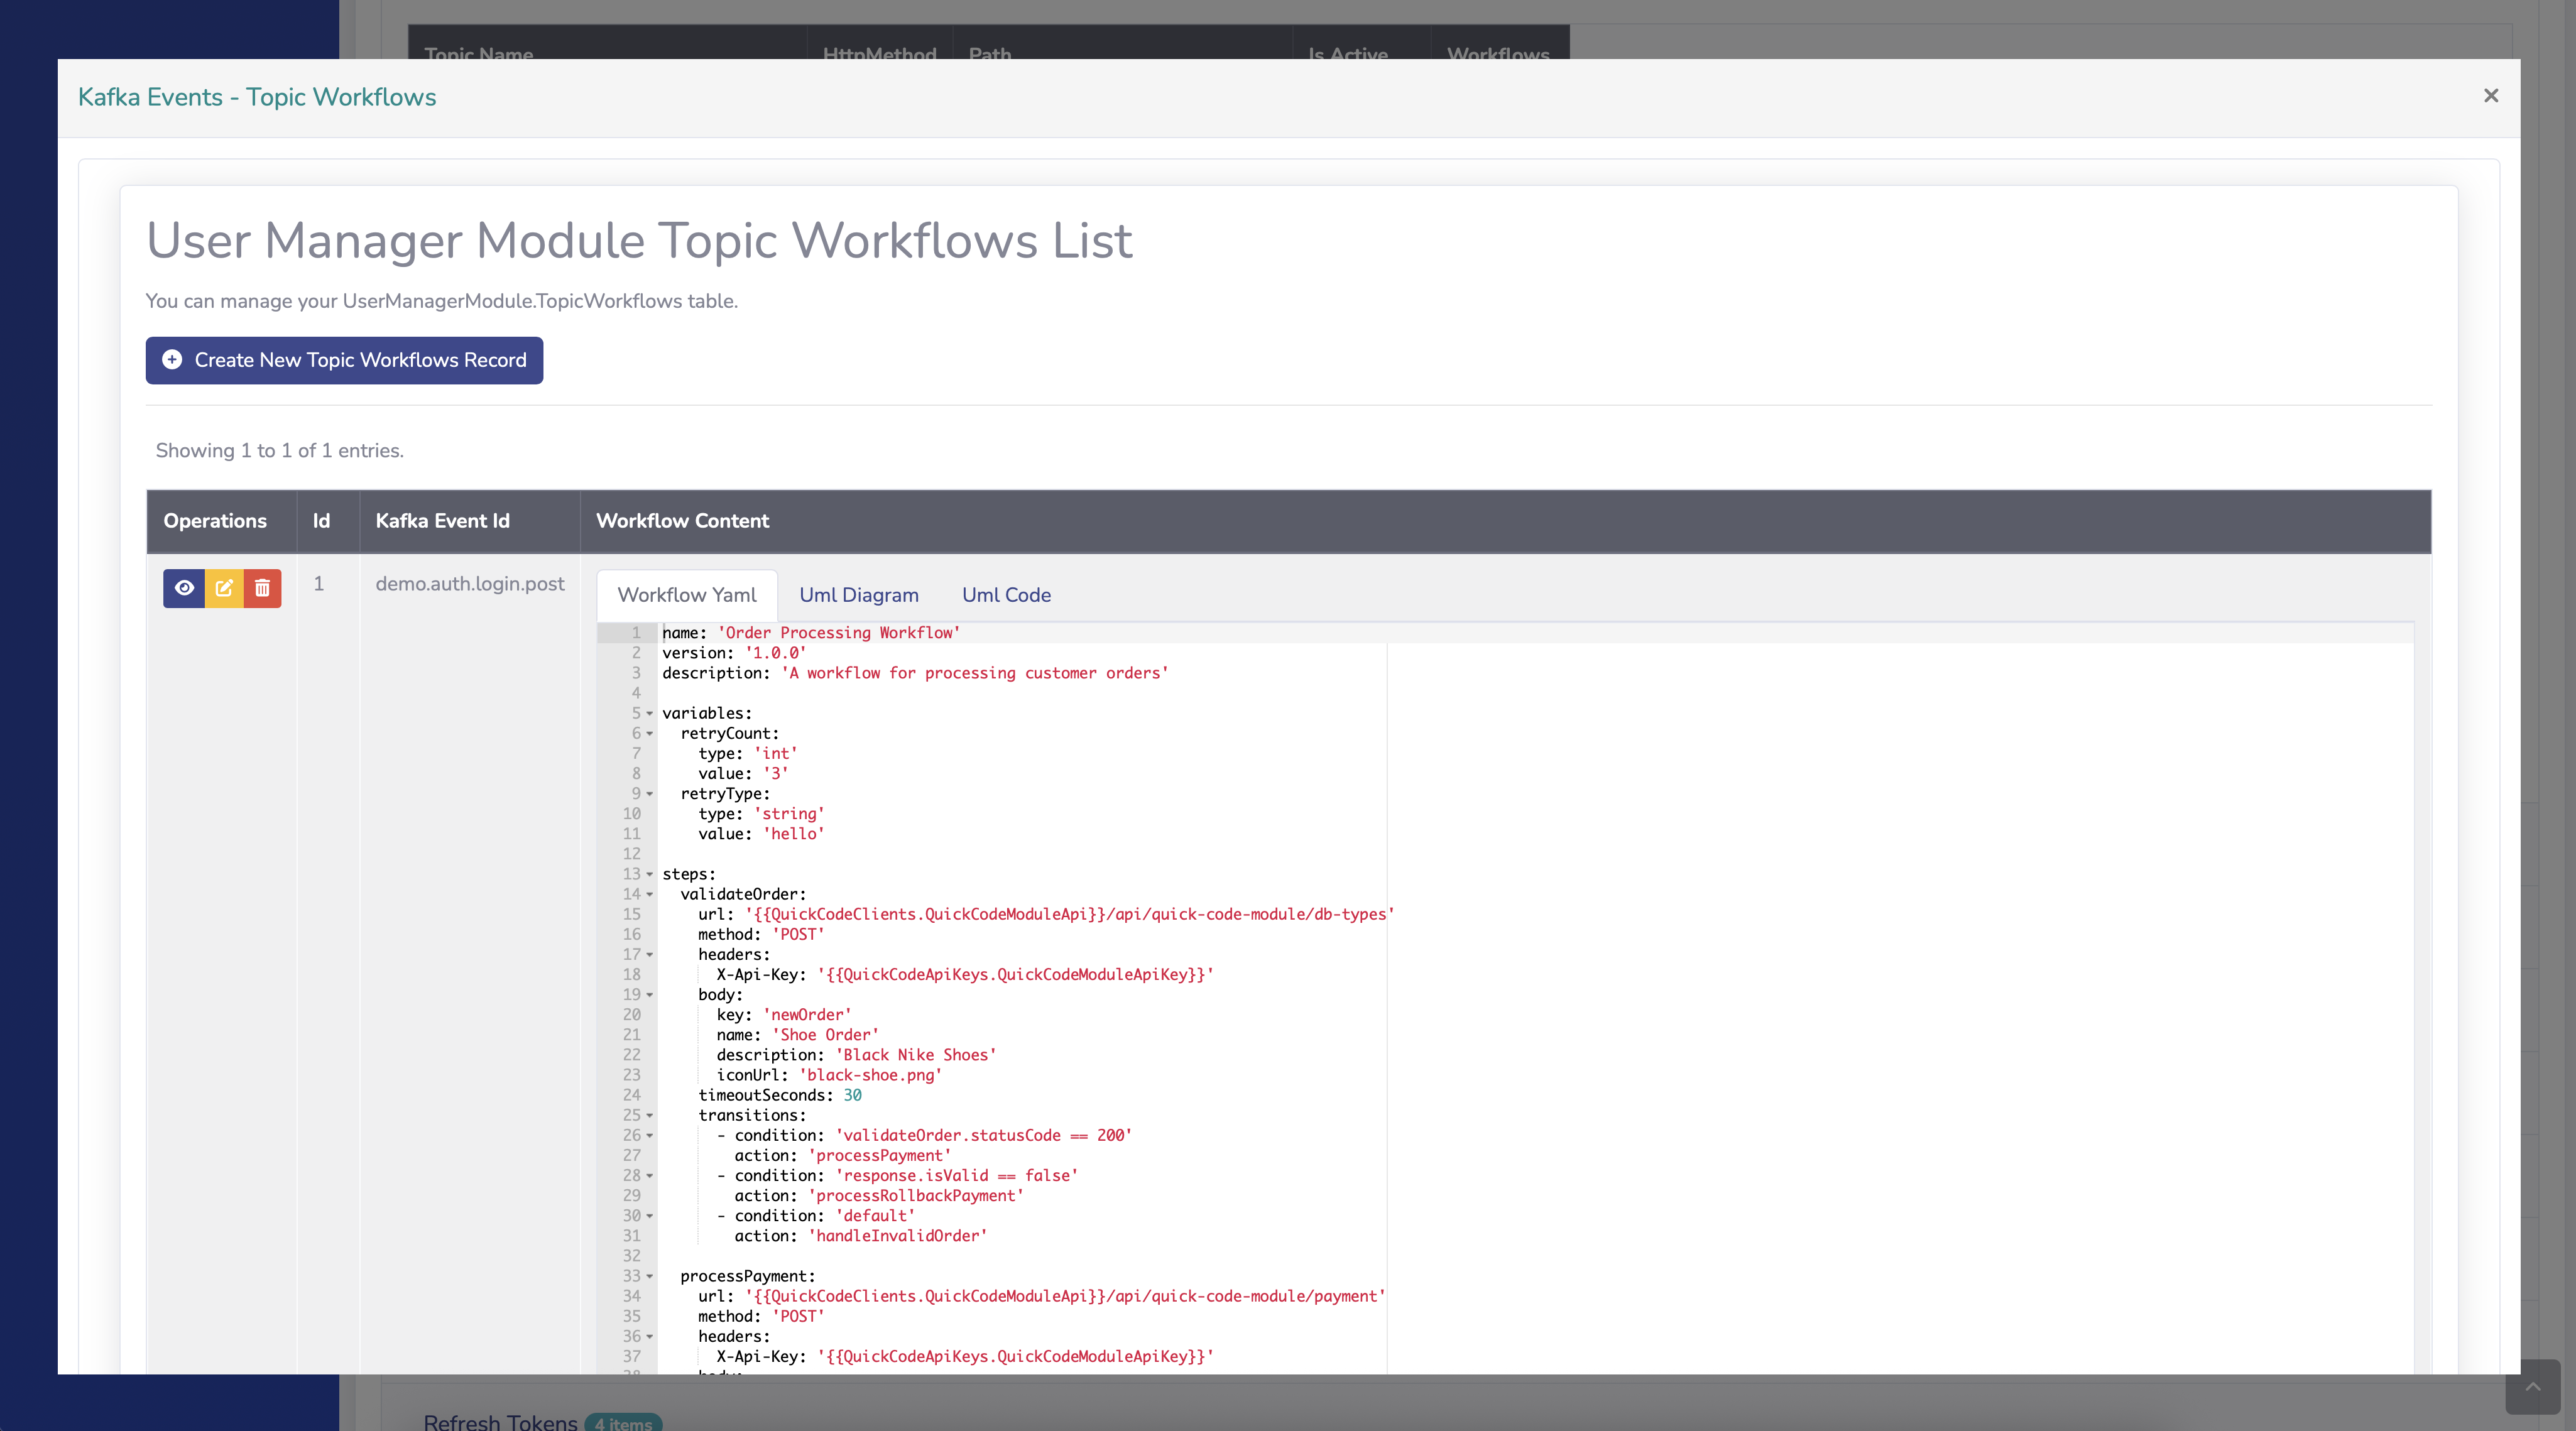 Topic Name HttpMethod Path Is Active Workflows
Kafka Events - Topic Workflows
User Manager Module Topic Workflows List
You can manage your UserManagerModule.TopicWorkflows table.
Create New Topic Workflows Record
Showing 1 to 1 of 1 entries.
Operations Id Kafka Event Id Workflow Content
1 demo.auth.login.post
Workflow Yaml Uml Diagram Uml Code
1 name: 'Order Processing Workflow'
2 version: '1.0.0'
3 description: 'A workflow for processing customer orders'
4
5 variables:
6 retryCount:
7 type: 'int'
8 value: '3'
9 retryType:
10 type: 'string'
11 value: 'hello'
12
13 steps:
14 validateOrder:
15 url: '{{QuickCodeClients.QuickCodeModuleApi}}/api/quick-code-module/db-types'
16 method: 'POST'
17 headers:
18 X-Api-Key: '{{QuickCodeApiKeys.QuickCodeModuleApiKey}}'
19 body:
20 key: 'newOrder'
21 name: 'Shoe Order'
22 description: 'Black Nike Shoes'
23 iconUrl: 'black-shoe.png'
24 timeoutSeconds: 30
25 transitions:
26 - condition: 'validateOrder.statusCode == 200'
27 action: 'processPayment'
28 - condition: 'response.isValid == false'
29 action: 'processRollbackPayment'
30 - condition: 'default'
31 action: 'handleInvalidOrder'
32
33 processPayment:
34 url: '{{QuickCodeClients.QuickCodeModuleApi}}/api/quick-code-module/payment'
35 method: 'POST'
36 headers:
37 X-Api-Key: '{{QuickCodeApiKeys.QuickCodeModuleApiKey}}'
Refresh Tokens 4 items